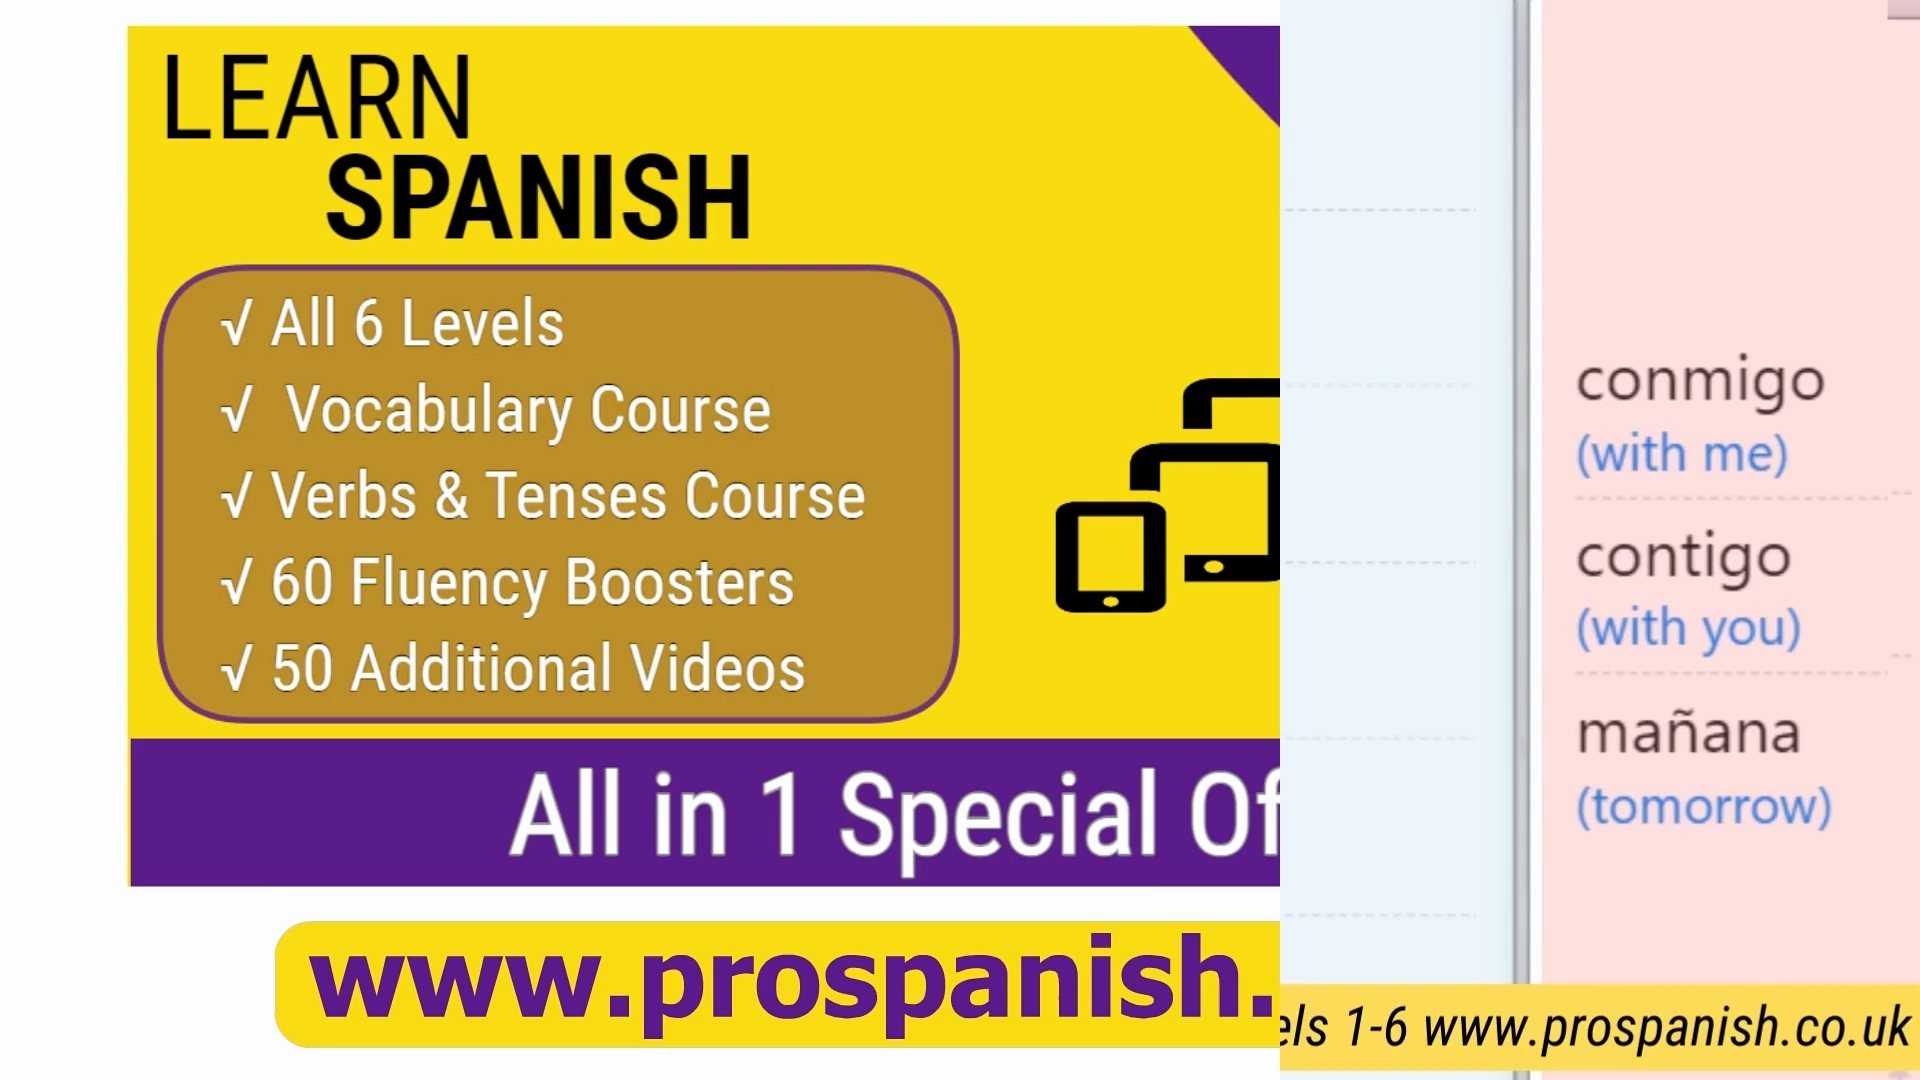 LEARN
SPANISH
√ All 6 Levels
√ Vocabulary Course
√ Verbs & Tenses Course
√ 60 Fluency Boosters
√ 50 Additional Videos
All in 1 Special Of
www.prospanish.
conmigo
(with me)
contigo
(with you)
mañana
(tomorrow)
els 1-6 www.prospanish.co.uk